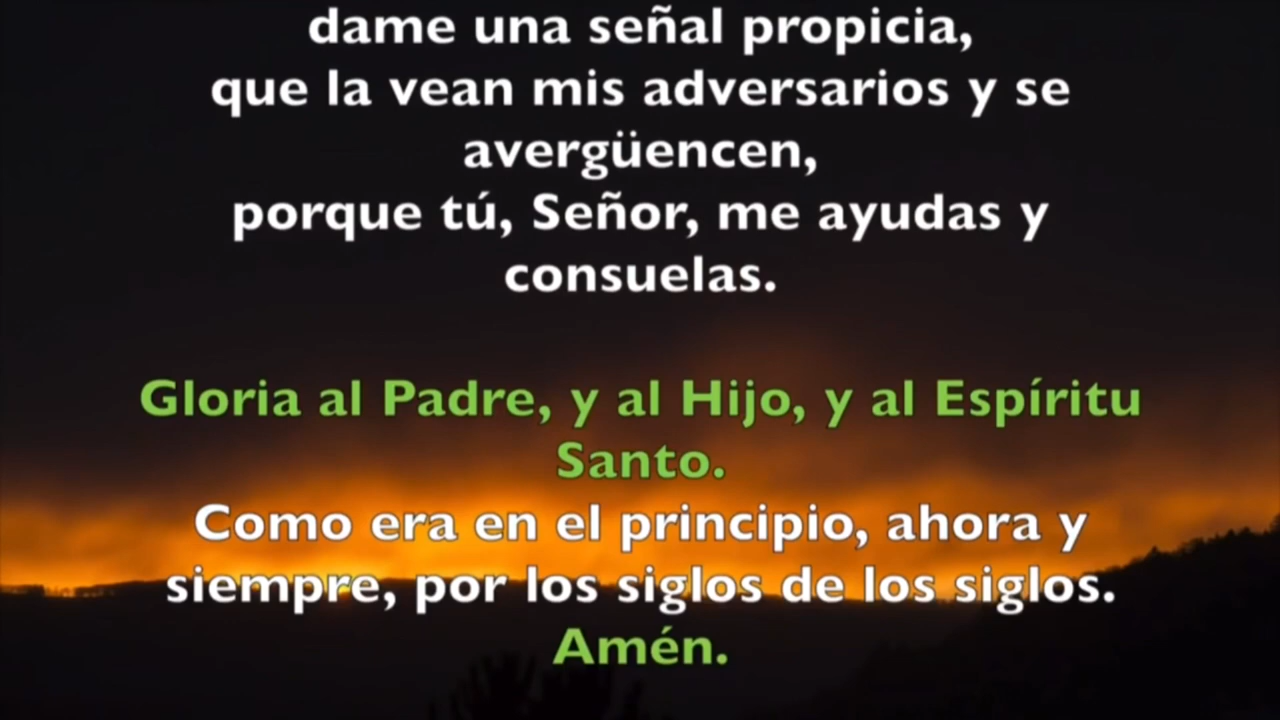 dame una señal propicia,
que la vean mis adversarios y se
avergüencen,
porque tú, Señor, me ayudas y
consuelas.
Gloria al Padre, y al Hijo, y al Espíritu
Santo.
Como era en el principio, ahora y
siempre, por los siglos de los siglos.
Amén.